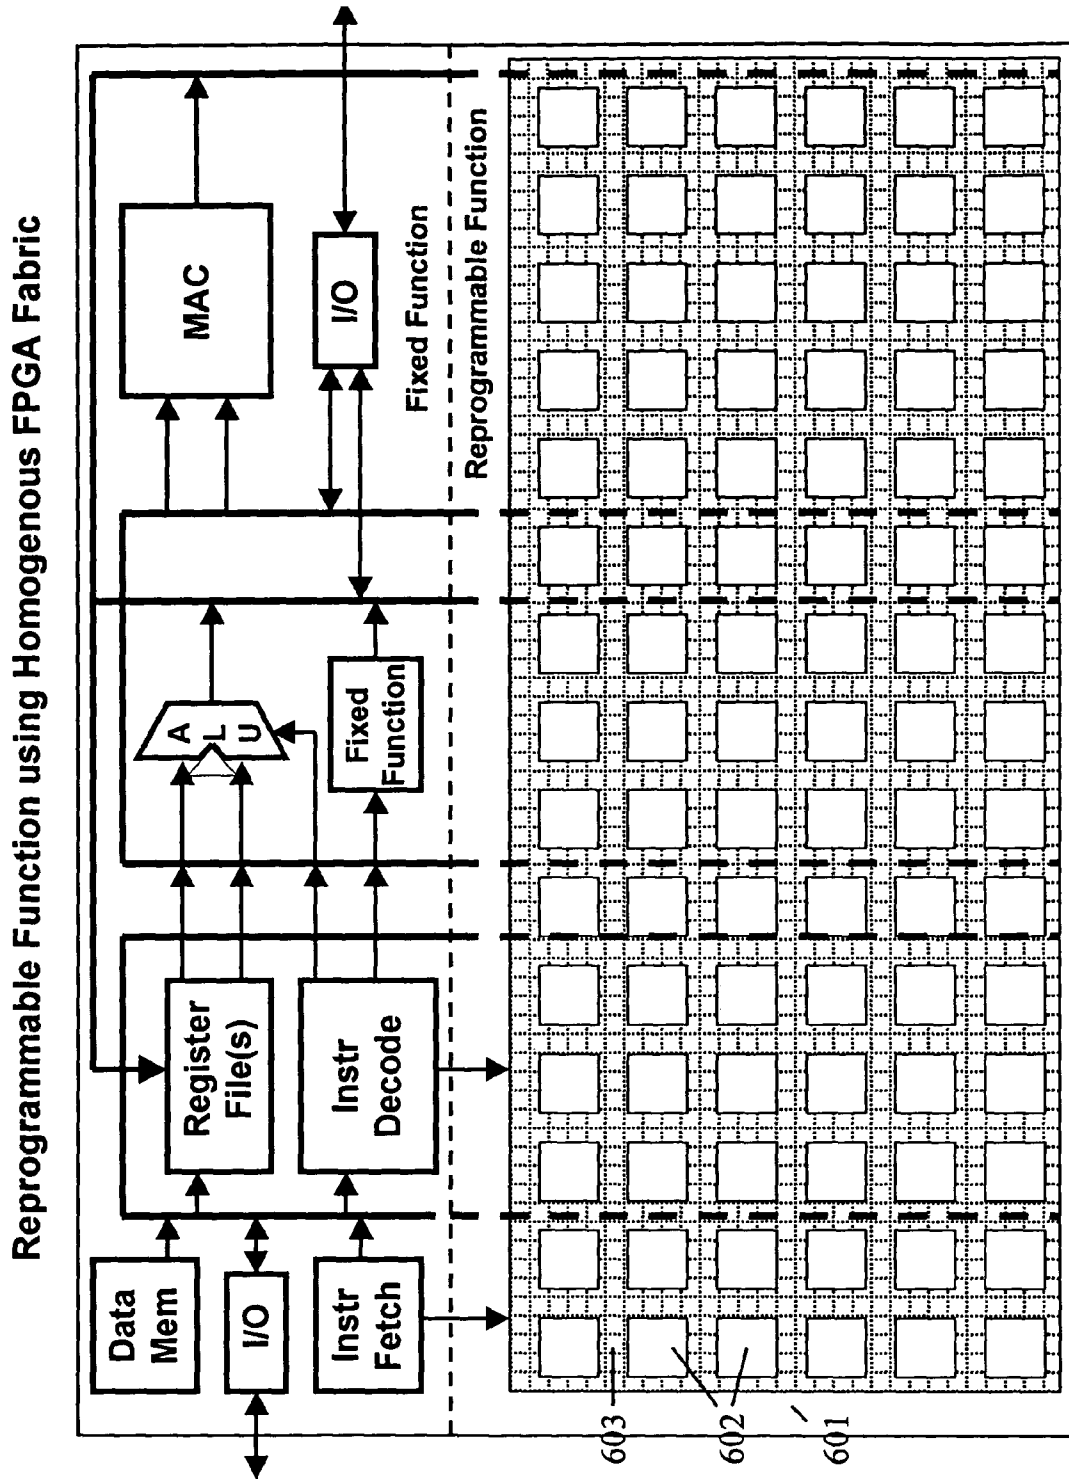 Reprogrammable Function using Homogenous FPGA Fabric
Data
Mem
I/O
Instr
Fetch
Register
File(s)
Instr
Decode
A
L
U
Fixed
Function
MAC
I/O
Fixed Function
Reprogrammable Function
603
602
601